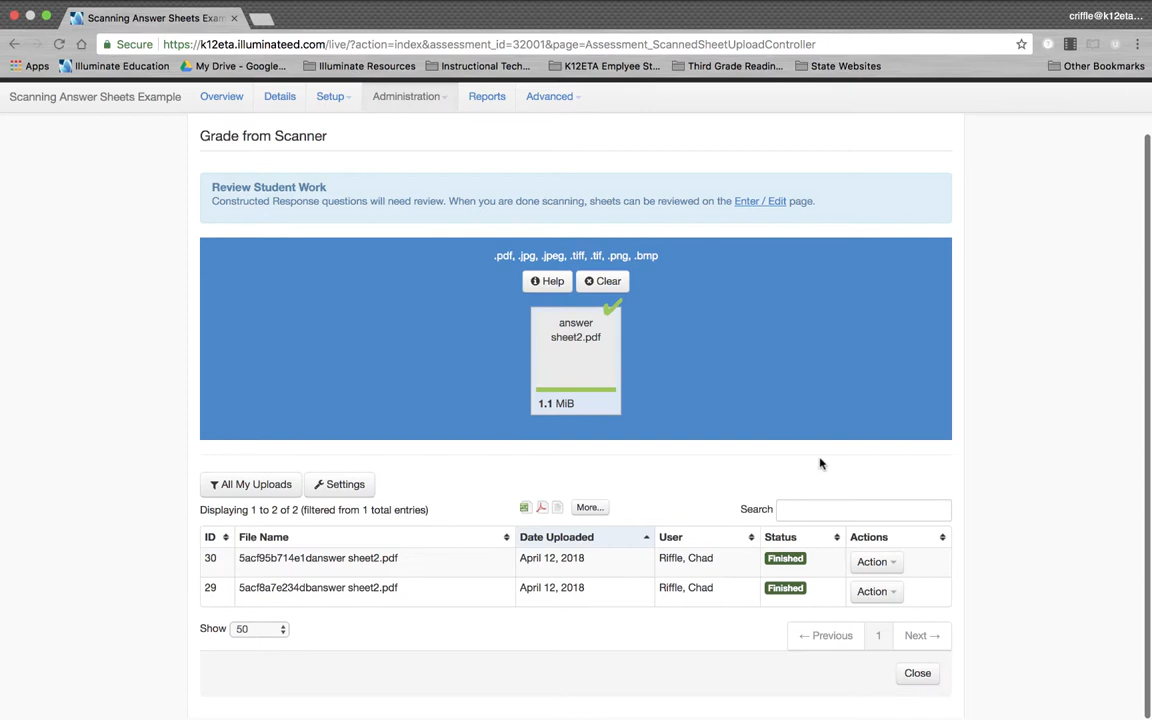 Scanning Answer Sheets Exam
criffle@k12eta...
Secure https://k12eta.illuminateed.com/live/?action=index&assessment_id=32001&page=Assessment_ScannedSheetUploadController
Apps Illuminate Education My Drive - Google... Illuminate Resources Instructional Tech... K12ETA Emplyee St... Third Grade Readin... State Websites Other Bookmarks
Scanning Answer Sheets Example Overview Details Setup Administration Reports Advanced
Grade from Scanner
Review Student Work
Constructed Response questions will need review. When you are done scanning, sheets can be reviewed on the Enter / Edit page.
.pdf, .jpg, .jpeg, .tiff, .tif, .png, .bmp
Help Clear
answer
sheet2.pdf
1.1 MiB
All My Uploads Settings
Displaying 1 to 2 of 2 (filtered from 1 total entries) More... Search
ID File Name Date Uploaded User Status Actions
30 5acf95b714e1danswer sheet2.pdf April 12, 2018 Riffle, Chad Finished Action
29 5acf8a7e234dbanswer sheet2.pdf April 12, 2018 Riffle, Chad Finished Action
Show 50 ← Previous 1 Next →
Close